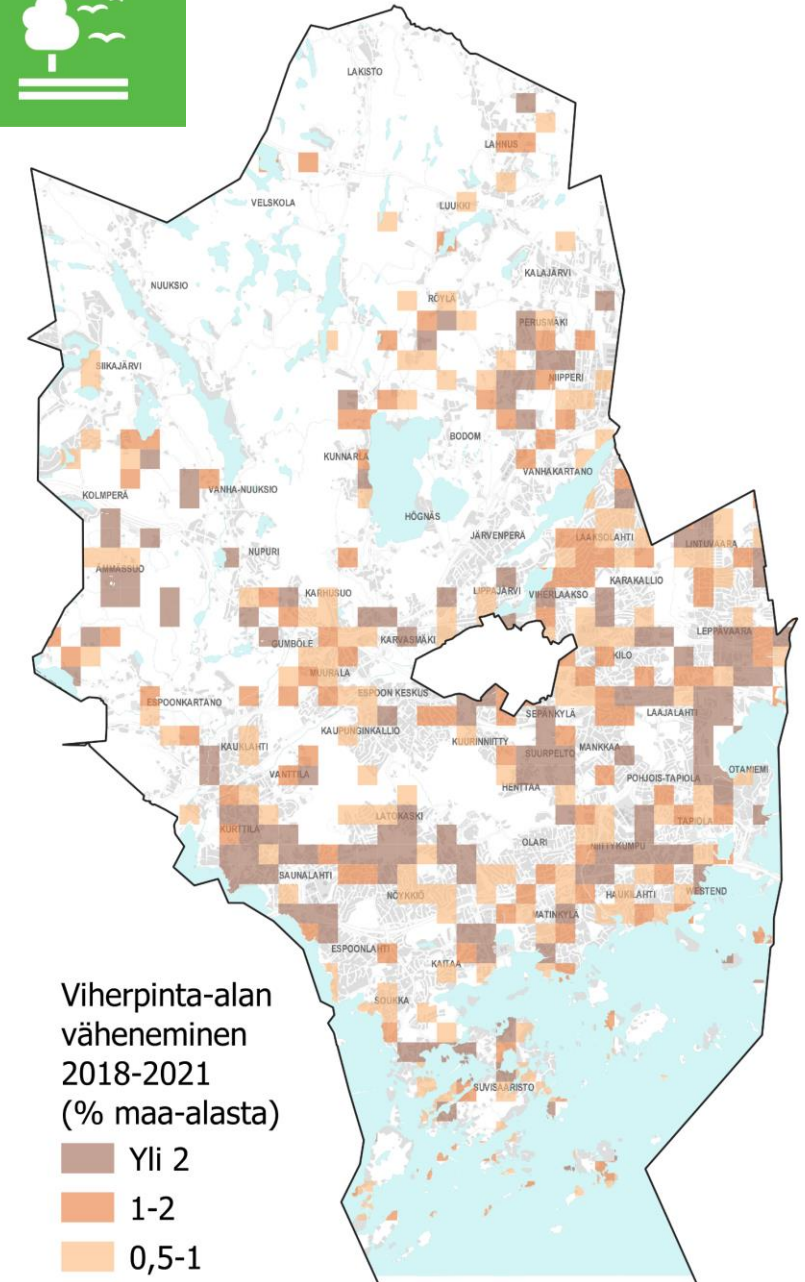 LAKISTO
LAHNUS
VELSKOLA
LUUKKI
KALAJÄRVI
NUUKSIO
RÖYLÄ
PERUSMÄKI
SIIKAJÄRVI
NIIPPERI
BODOM
KUNNARLA
VANHAKARTANO
KOLMPERÄ
VANHA-NUUKSIO
HÖGNÄS
JÄRVENPERÄ
LAAKSOLAHTI
LINTUVAARA
NUPURI
ÄMMÄSSUO
KARAKALLIO
KARHUSUO
LIPPAJÄRVI
VIHERLAAKSO
LEPPÄVAARA
GUMBÖLE
KARVASMÄKI
KILO
MUURALA
ESPOON KESKUS
ESPOONKARTANO
SEPÄNKYLÄ
LAAJALAHTI
KAUPUNGINKALLIO
KUURINNIITTY
KAUKLAHTI
SUURPELTO
MANKKAA
VANTTILA
POHJOIS-TAPIOLA
OTANIEMI
HENTTAA
LATOKASKI
TAPIOLA
KURTTILA
OLARI
NIITTYKUMPU
SAUNALAHTI
NÖYKKIÖ
HAUKILAHTI
WESTEND
MATINKYLÄ
ESPOONLAHTI
KAITAA
SOUKKA
SUVISAARISTO
Viherpinta-alan
väheneminen
2018-2021
(% maa-alasta)
Yli 2
1-2
0,5-1